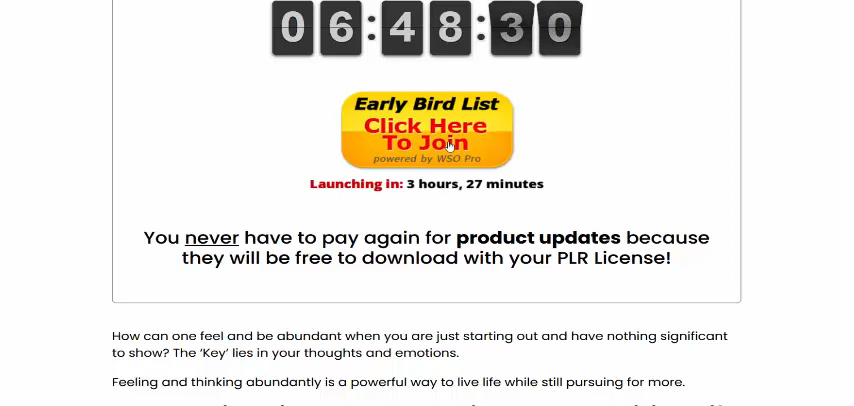 06:48:30
Early Bird List
Click Here
To Join
powered by WSO Pro
Launching in: 3 hours, 27 minutes
You never have to pay again for product updates because
they will be free to download with your PLR License!
How can one feel and be abundant when you are just starting out and have nothing significant
to show? The ‘Key’ lies in your thoughts and emotions.
Feeling and thinking abundantly is a powerful way to live life while still pursuing for more.